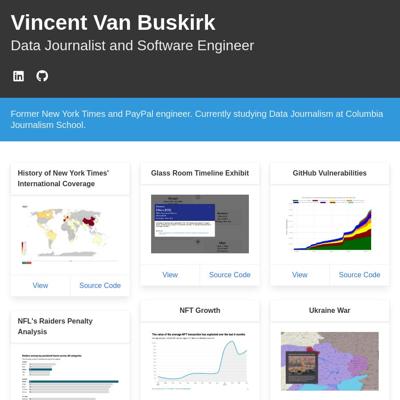 Vincent Van Buskirk
Data Journalist and Software Engineer
Former New York Times and PayPal engineer. Currently studying Data Journalism at Columbia
Journalism School.
History of New York Times'
International Coverage
View
Source Code
Glass Room Timeline Exhibit
View
Source Code
GitHub Vulnerabilities
View
Source Code
NFL's Raiders Penalty
Analysis
NFT Growth
The value of the average NFT transaction has exploded over the last 6 months
Ukraine War